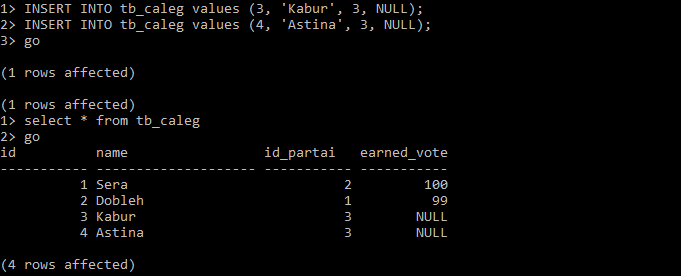 1> INSERT INTO tb_caleg values (3, 'Kabur', 3, NULL);
2> INSERT INTO tb_caleg values (4, 'Astina', 3, NULL);
3> go
(1 rows affected)
(1 rows affected)
1> select * from tb_caleg
2> go
id          name                 id_partai   earned_vote
----------- -------------------- ----------- -----------
          1 Sera                           2         100
          2 Dobleh                         1          99
          3 Kabur                          3        NULL
          4 Astina                         3        NULL
(4 rows affected)